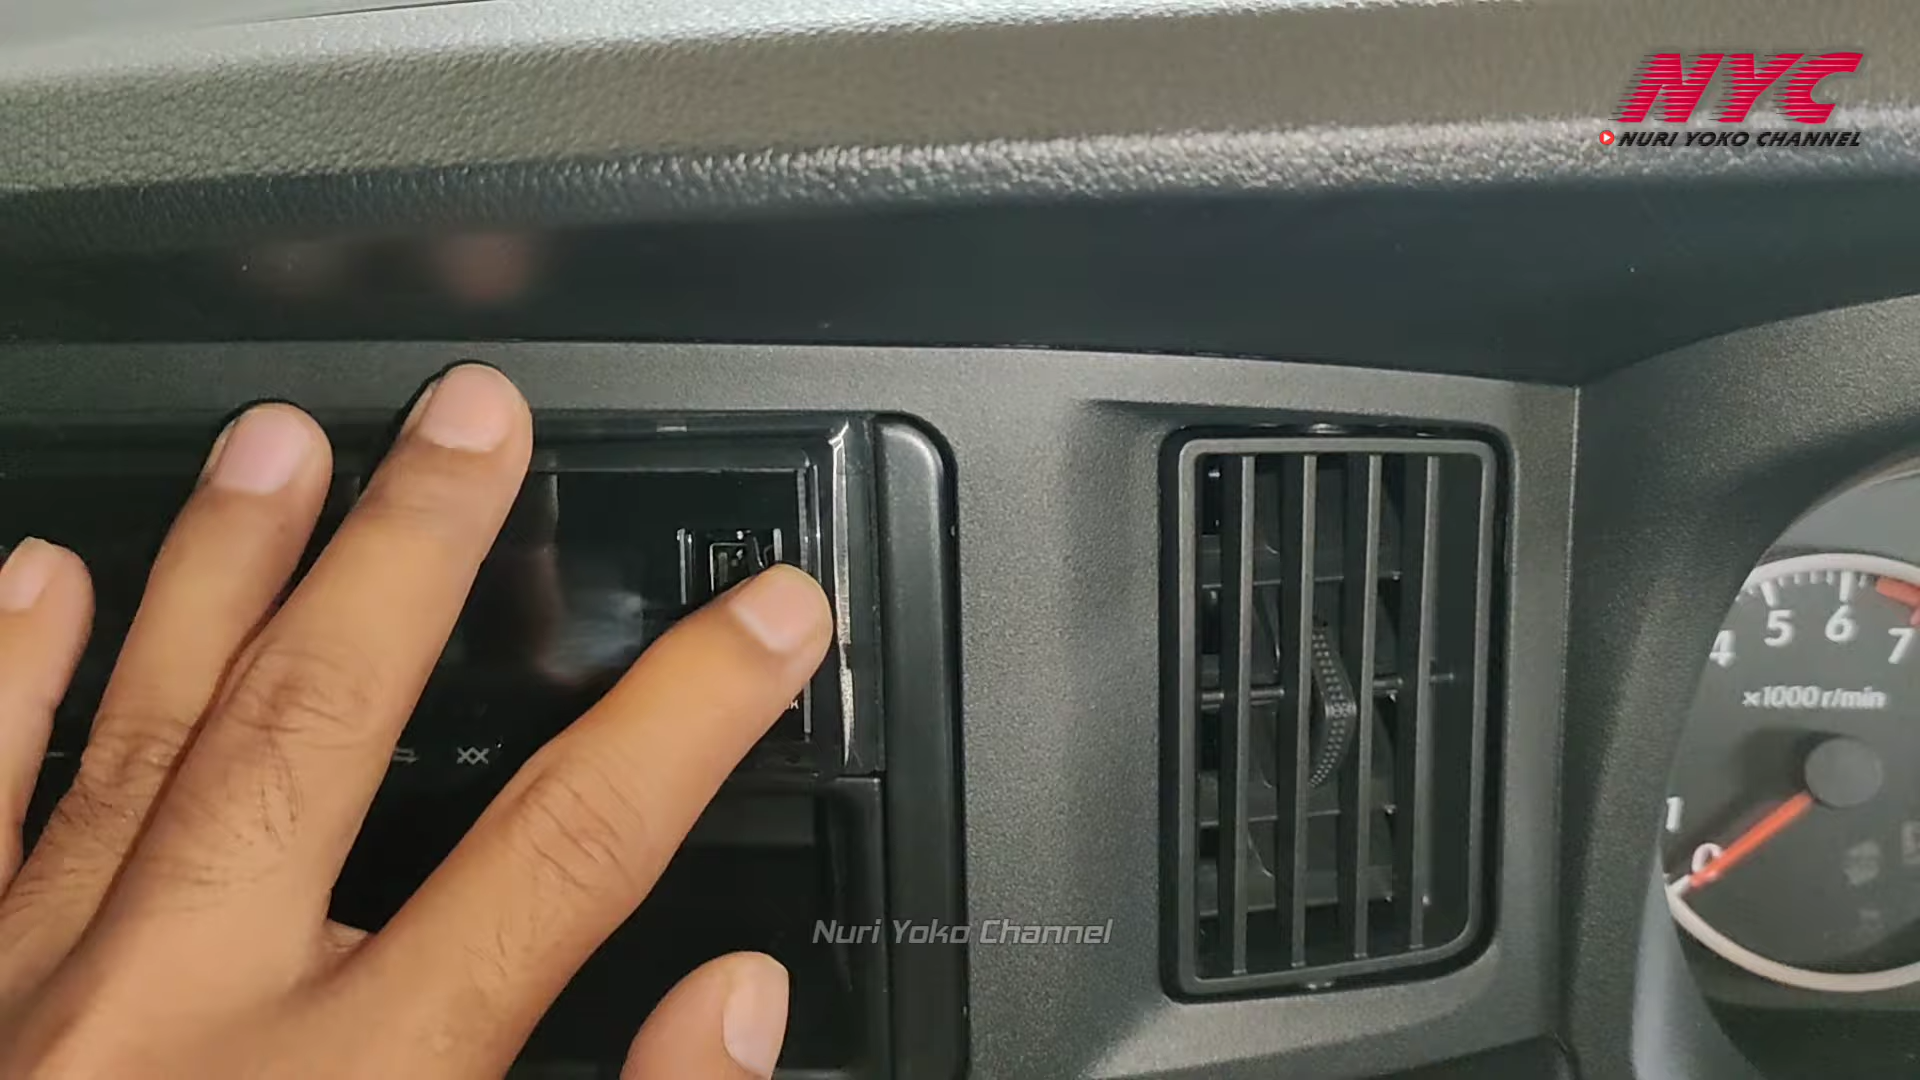 NYC
NURI YOKO CHANNEL
4 5 6 7
×1000 r/min
1
0
Nuri Yoko Channel